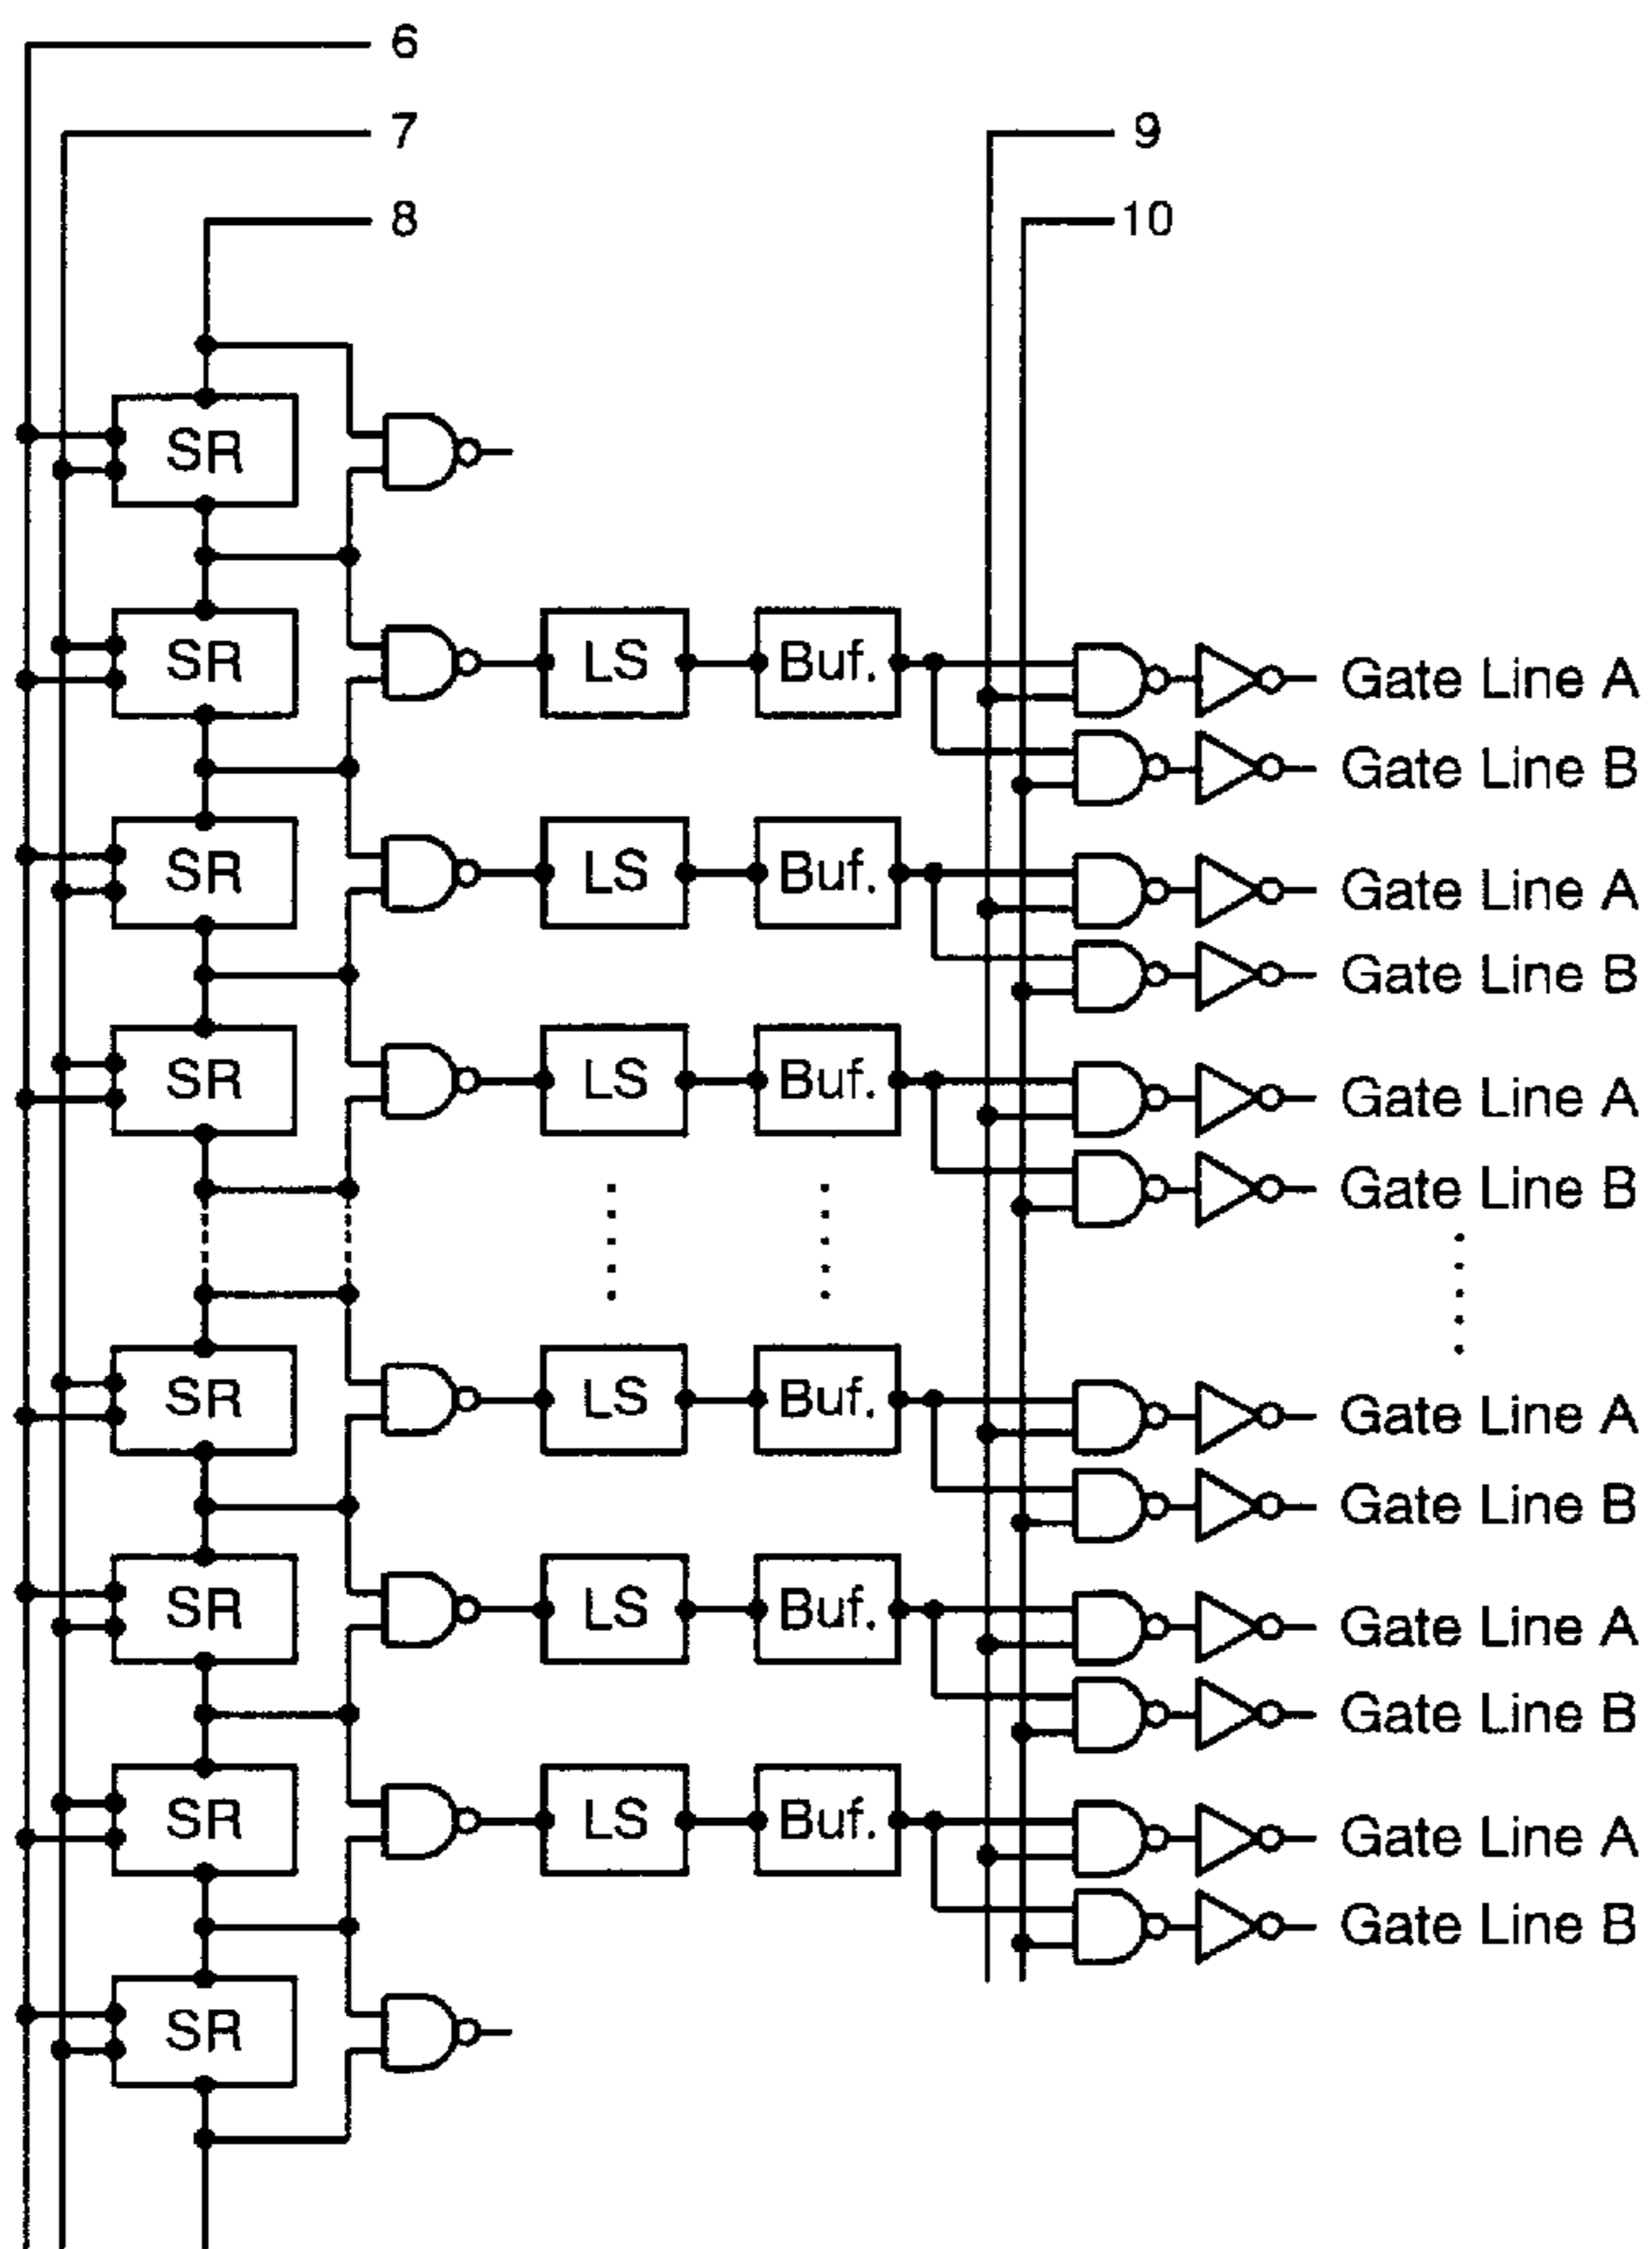 6
7
8
9
10
SR
SR LS Buf. Gate Line A
Gate Line B
SR LS Buf. Gate Line A
Gate Line B
SR LS Buf. Gate Line A
Gate Line B
SR LS Buf. Gate Line A
Gate Line B
SR LS Buf. Gate Line A
Gate Line B
SR LS Buf. Gate Line A
Gate Line B
SR